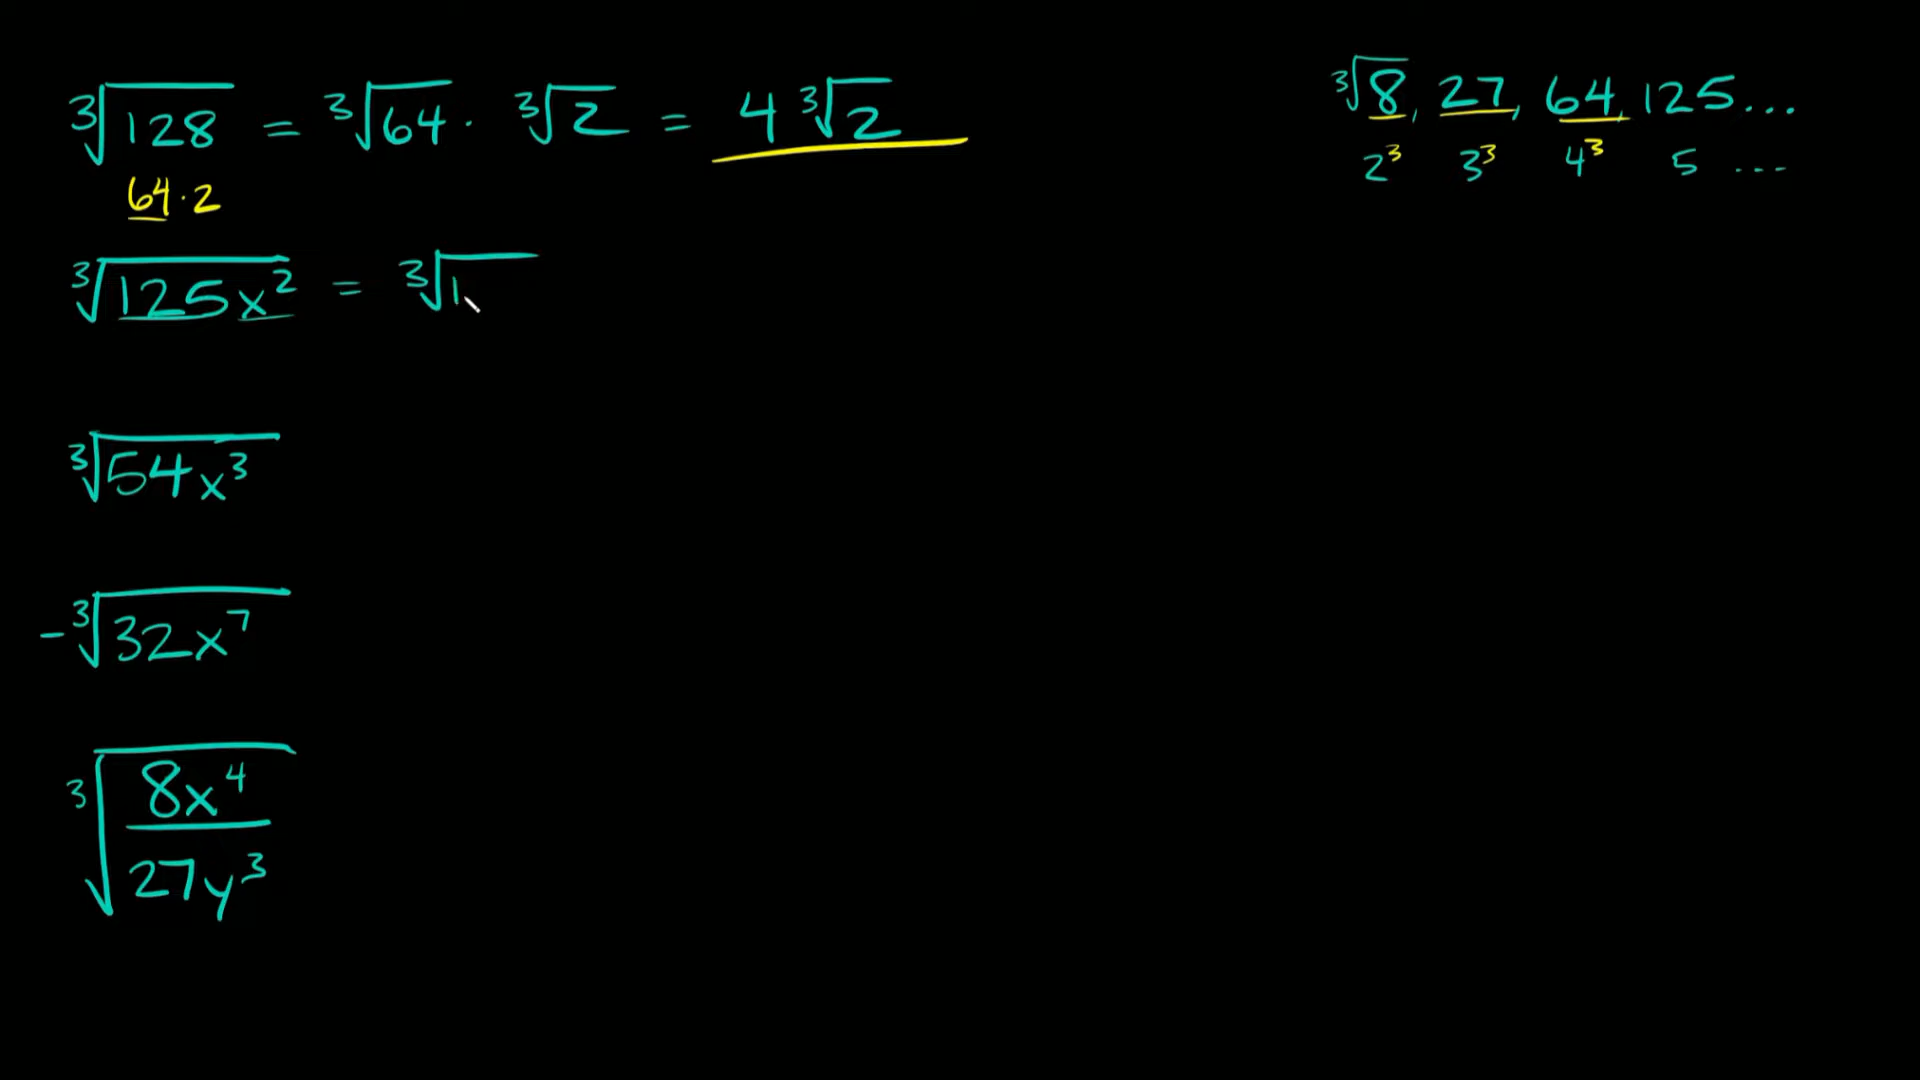 ∛128 = ∛64 · ∛2 = 4∛2
64·2
∛8, 27, 64, 125...
2³ 3³ 4³ 5 ...
∛125x² = ∛1
∛54x³
-∛32x⁷
∛(8x⁴/27y³)